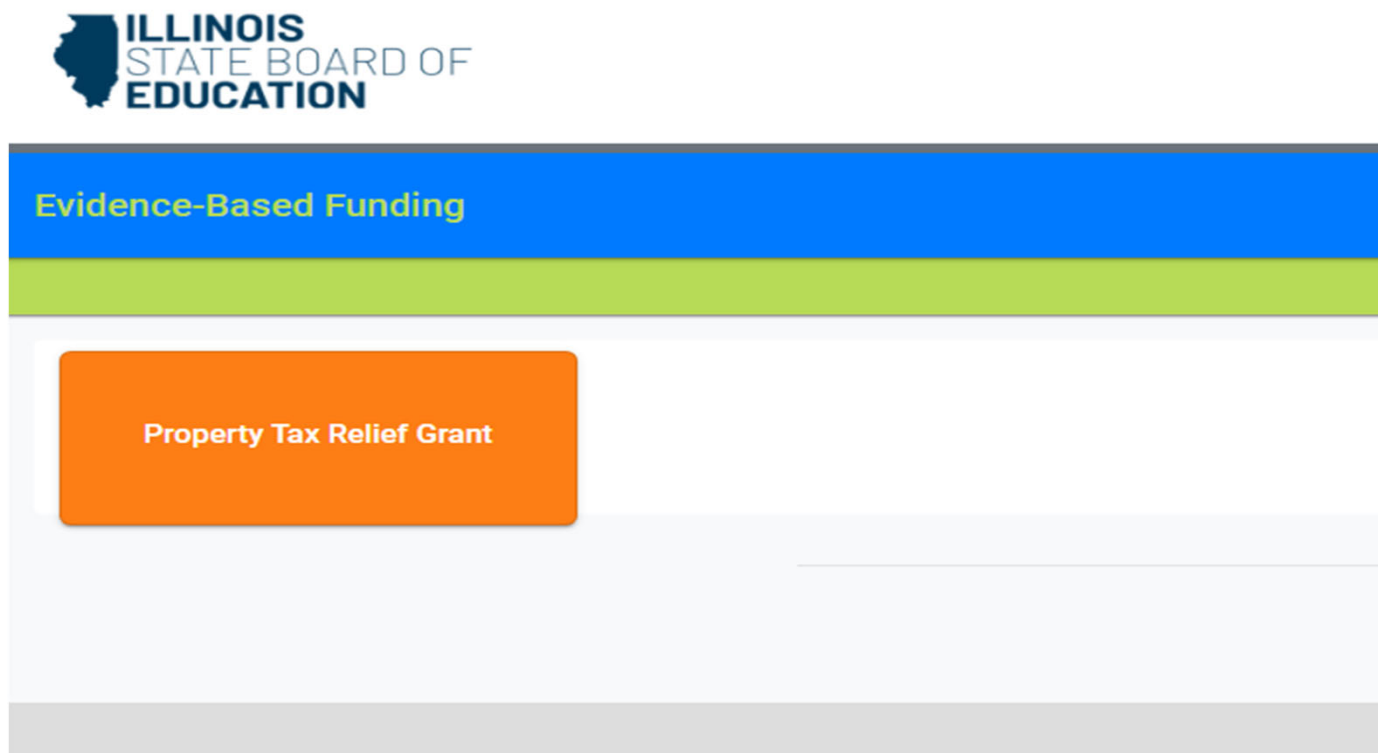 ILLINOIS
STATE BOARD OF
EDUCATION
Evidence-Based Funding
Property Tax Relief Grant